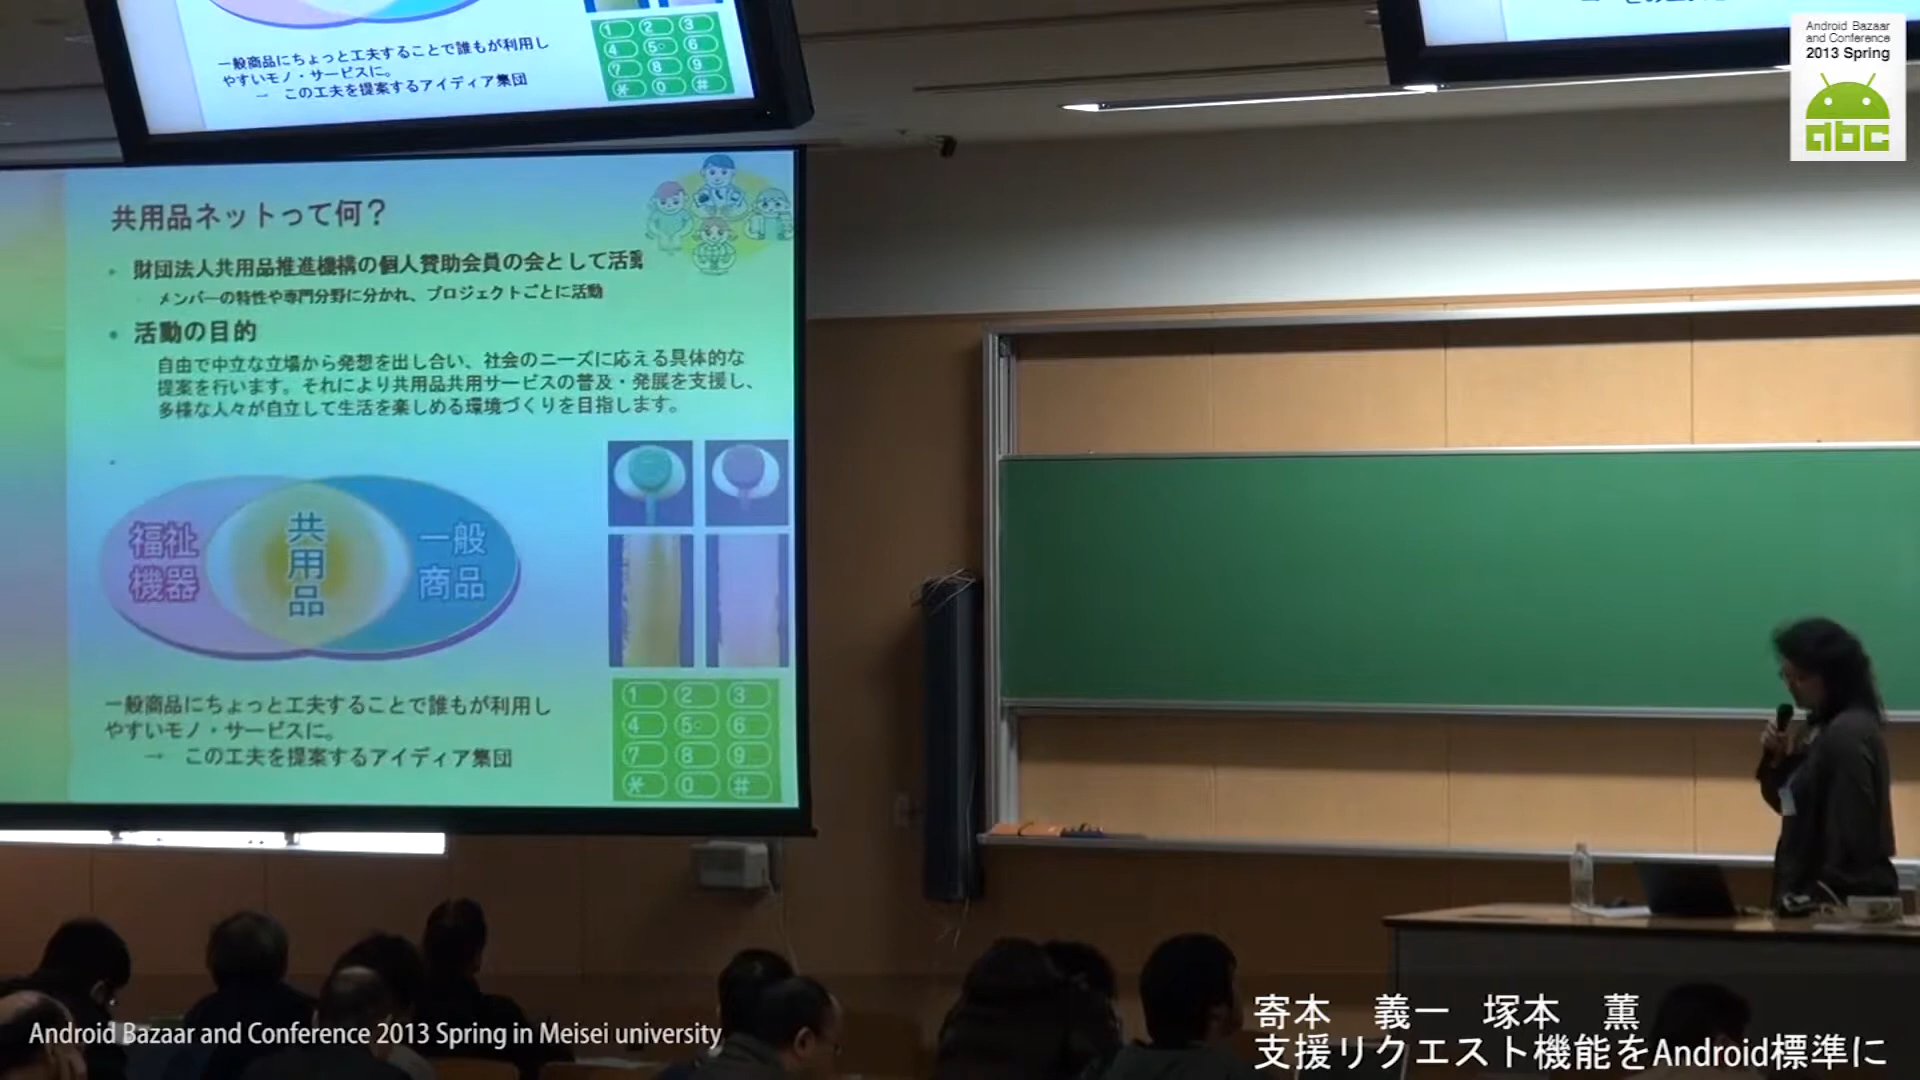 一般商品にちょっと工夫することで誰もが利用し
やすいモノ・サービスに。
→ この工夫を提案するアイディア集団
1 2 3
4 5 6
7 8 9
* 0 #
Android Bazaar
and Conference
2013 Spring
abc
共用品ネットって何?
• 財団法人共用品推進機構の個人賛助会員の会として活動
メンバーの特性や専門分野に分かれ、プロジェクトごとに活動
• 活動の目的
自由で中立な立場から発想を出し合い、社会のニーズに応える具体的な
提案を行います。それにより共用品共用サービスの普及・発展を支援し、
多様な人々が自立して生活を楽しめる環境づくりを目指します。
福祉
機器
共
用
品
一般
商品
一般商品にちょっと工夫することで誰もが利用し
やすいモノ・サービスに。
→ この工夫を提案するアイディア集団
1 2 3
4 5 6
7 8 9
* 0 #
Android Bazaar and Conference 2013 Spring in Meisei university
寄本 義一 塚本 薫
支援リクエスト機能をAndroid標準に